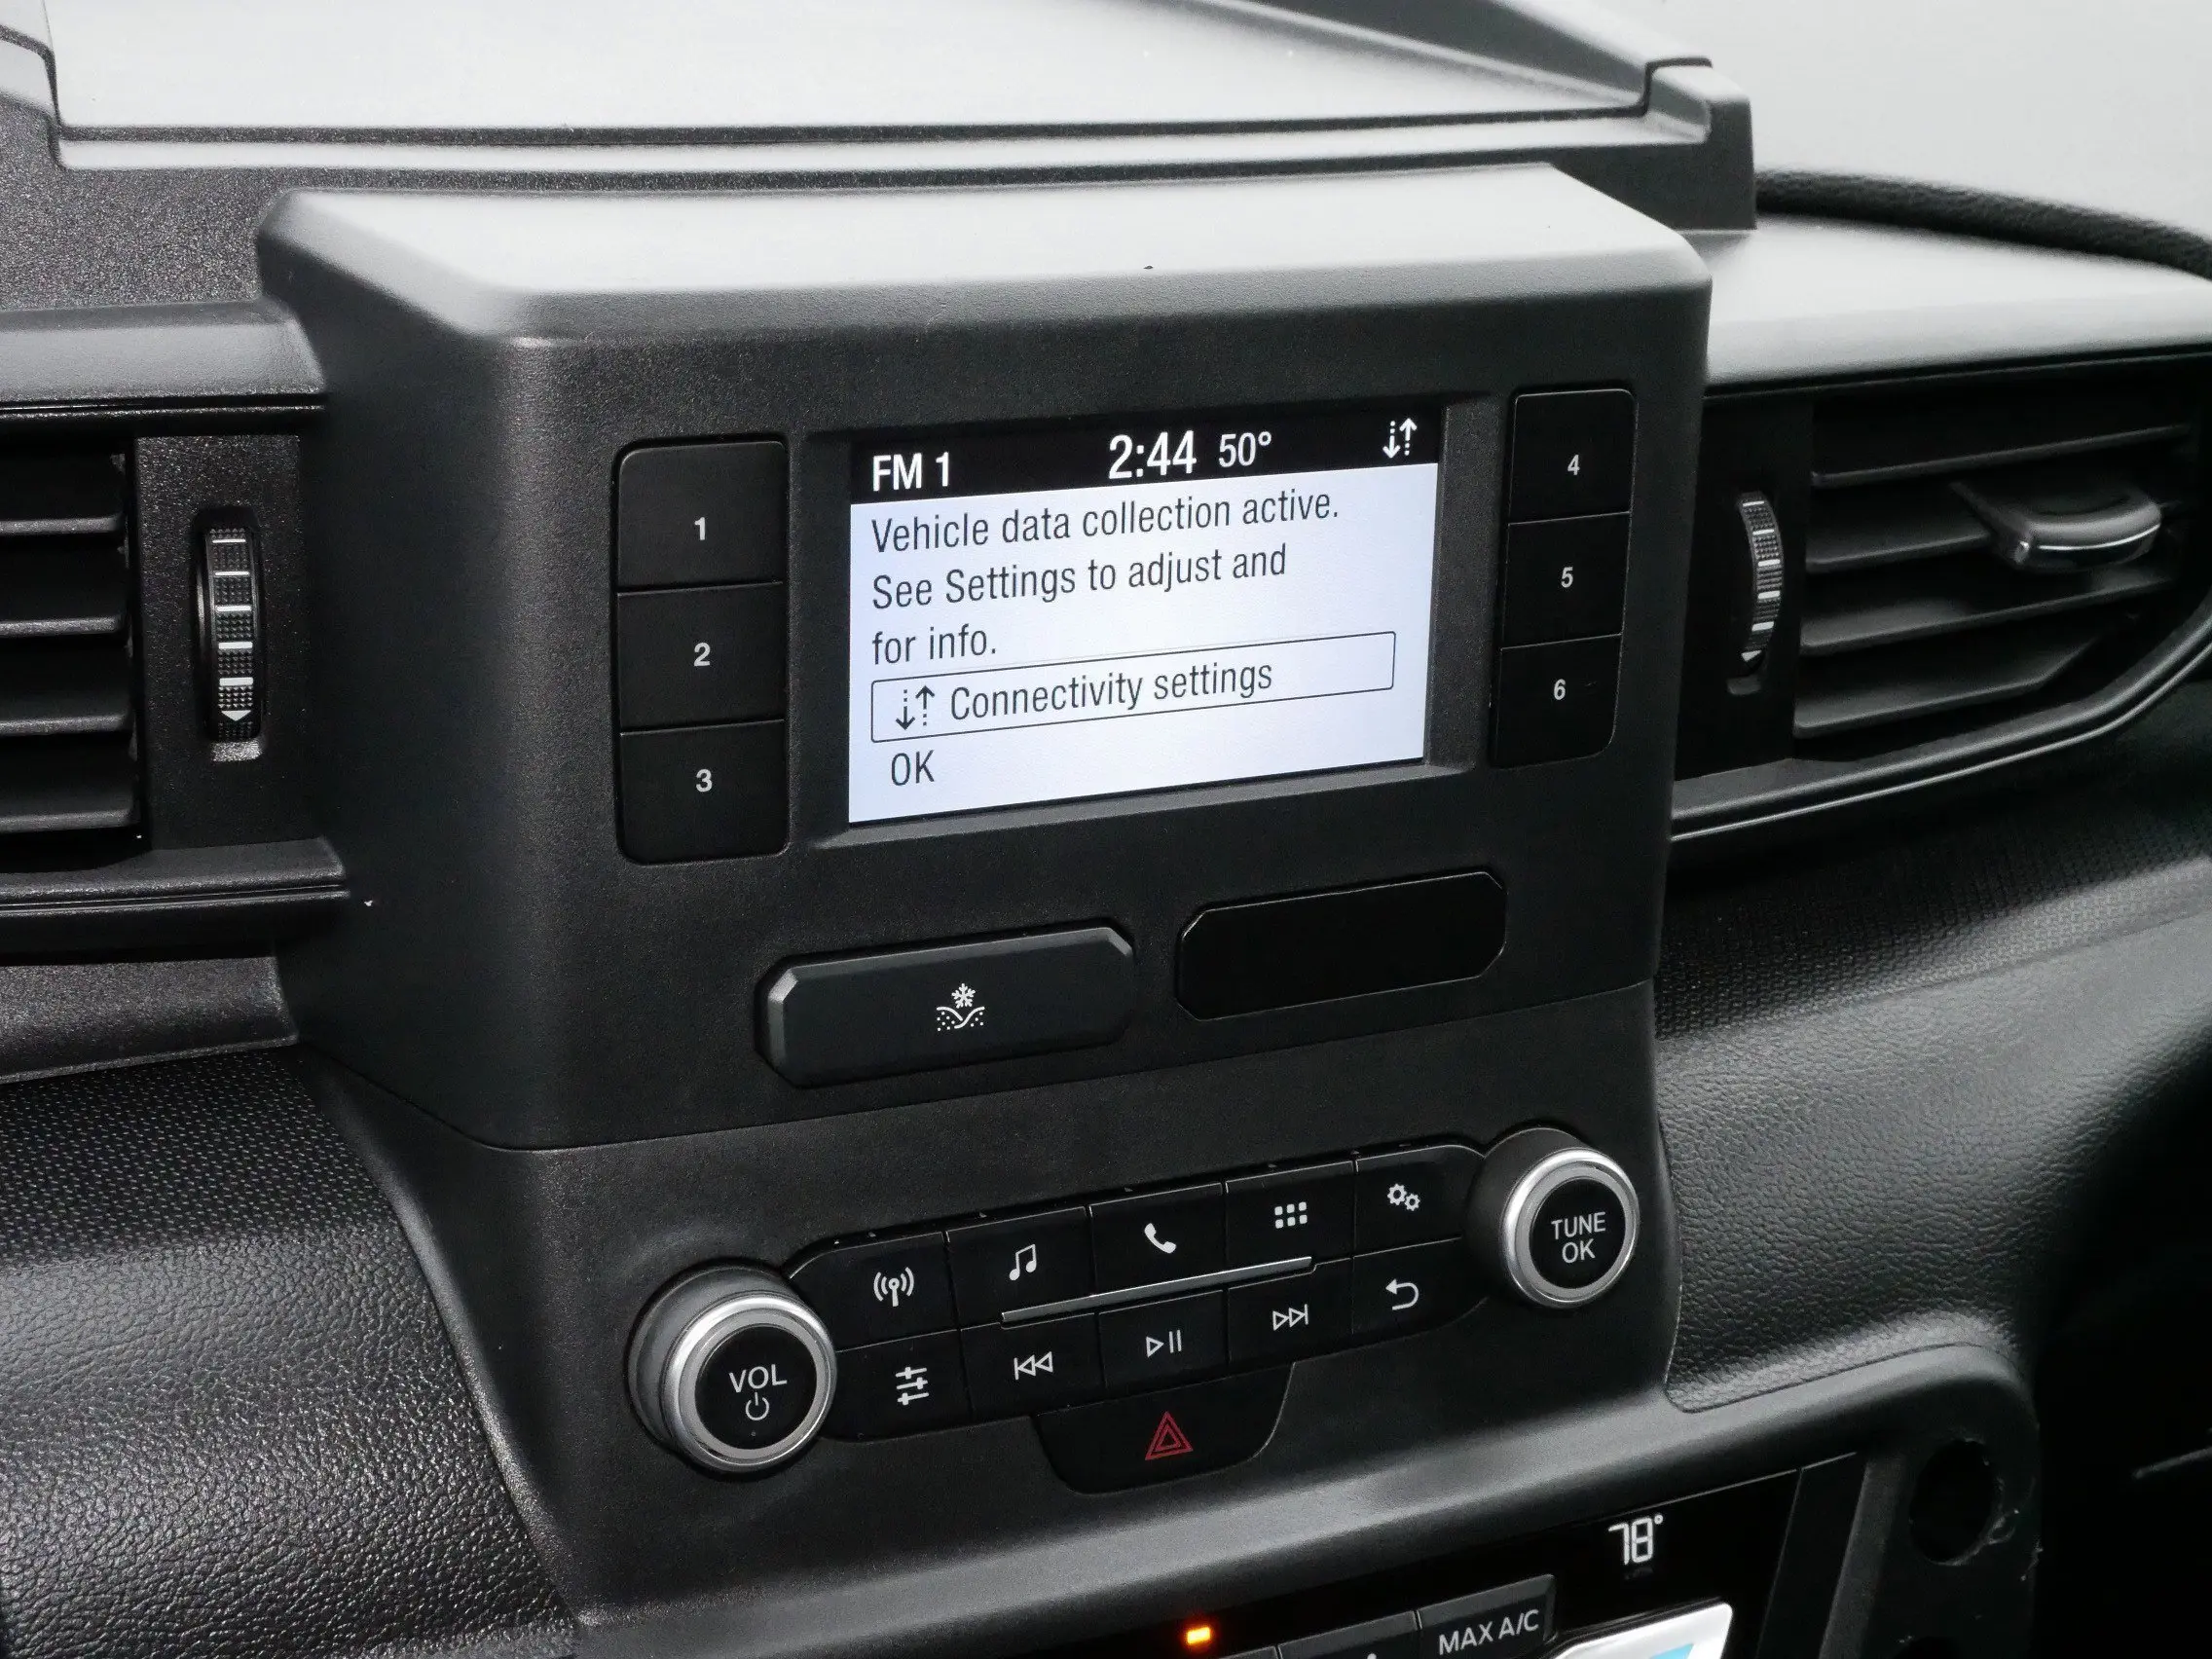 FM 1 2:44 50°
Vehicle data collection active.
See Settings to adjust and
for info.
Connectivity settings
OK
1
2
3
4
5
6
VOL
TUNE
OK
78°
MAX A/C